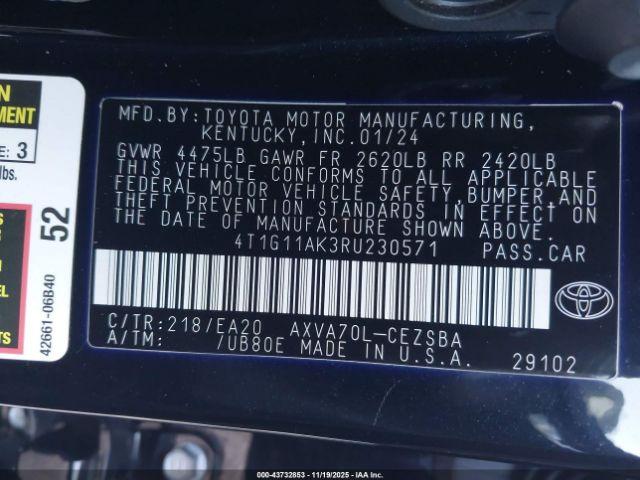 N
EMENT
E: 3
lbs.
52
42661-06B40
MFD.BY:TOYOTA MOTOR MANUFACTURING,
KENTUCKY,INC.01/24
GVWR 4475LB GAWR FR 2620LB RR 2420LB
THIS VEHICLE CONFORMS TO ALL APPLICABLE
FEDERAL MOTOR VEHICLE SAFETY,BUMPER,AND
THEFT PREVENTION STANDARDS IN EFFECT ON
THE DATE OF MANUFACTURE SHOWN ABOVE.
4T1G11AK3RU230571 PASS.CAR
C/TR:218/EA20 AXVA70L-CEZSBA
A/TM: /UB80E MADE IN U.S.A.
29102
000-43732853 | 11/19/2025 | IAA Inc.